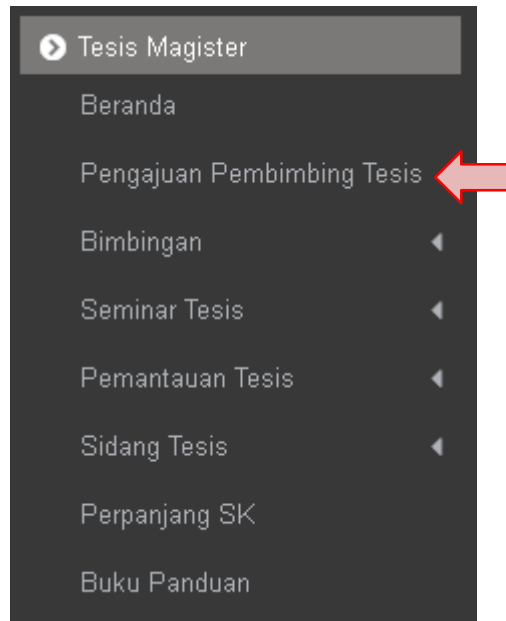 Tesis Magister
Beranda
Pengajuan Pembimbing Tesis
Bimbingan
Seminar Tesis
Pemantauan Tesis
Sidang Tesis
Perpanjang SK
Buku Panduan